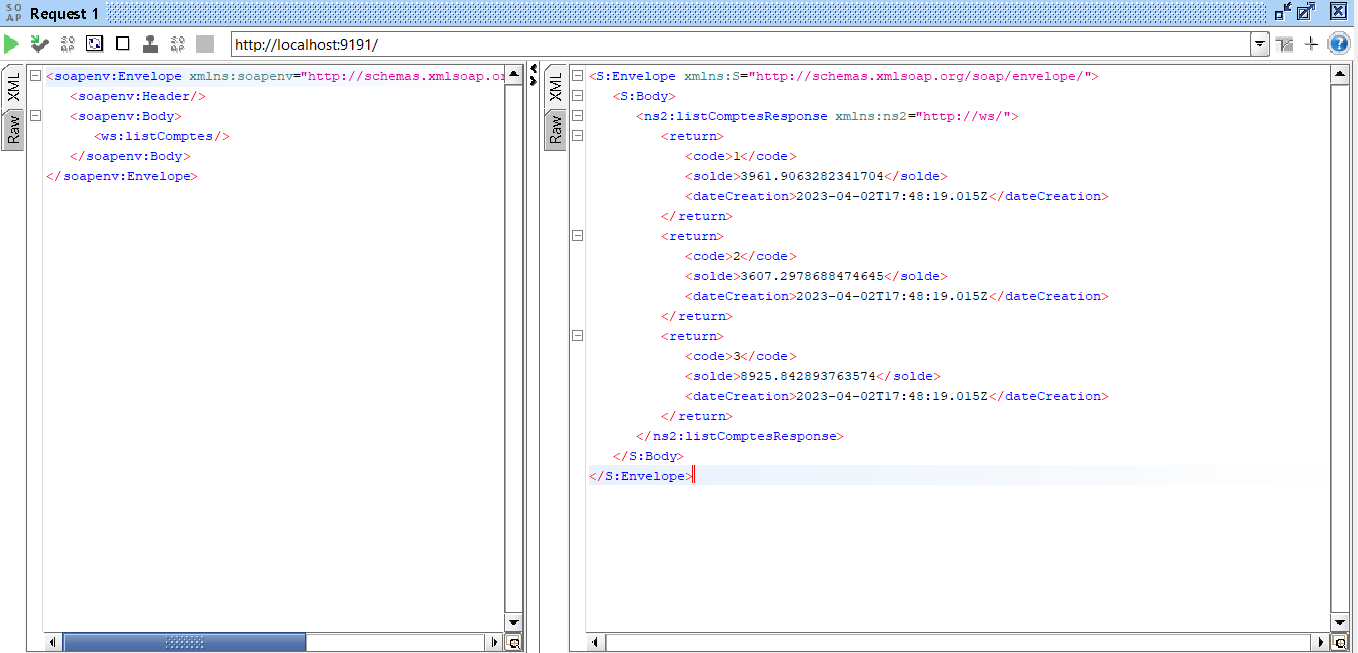 SO
AP
Request 1
http://localhost:9191/
XML
Raw
<soapenv:Envelope xmlns:soapenv="http://schemas.xmlsoap.or
<soapenv:Header/>
<soapenv:Body>
<ws:listComptes/>
</soapenv:Body>
</soapenv:Envelope>
XML
Raw
<S:Envelope xmlns:S="http://schemas.xmlsoap.org/soap/envelope/">
<S:Body>
<ns2:listComptesResponse xmlns:ns2="http://ws/">
<return>
<code>1</code>
<solde>3961.9063282341704</solde>
<dateCreation>2023-04-02T17:48:19.015Z</dateCreation>
</return>
<return>
<code>2</code>
<solde>3607.2978688474645</solde>
<dateCreation>2023-04-02T17:48:19.015Z</dateCreation>
</return>
<return>
<code>3</code>
<solde>8925.842893763574</solde>
<dateCreation>2023-04-02T17:48:19.015Z</dateCreation>
</return>
</ns2:listComptesResponse>
</S:Body>
</S:Envelope>